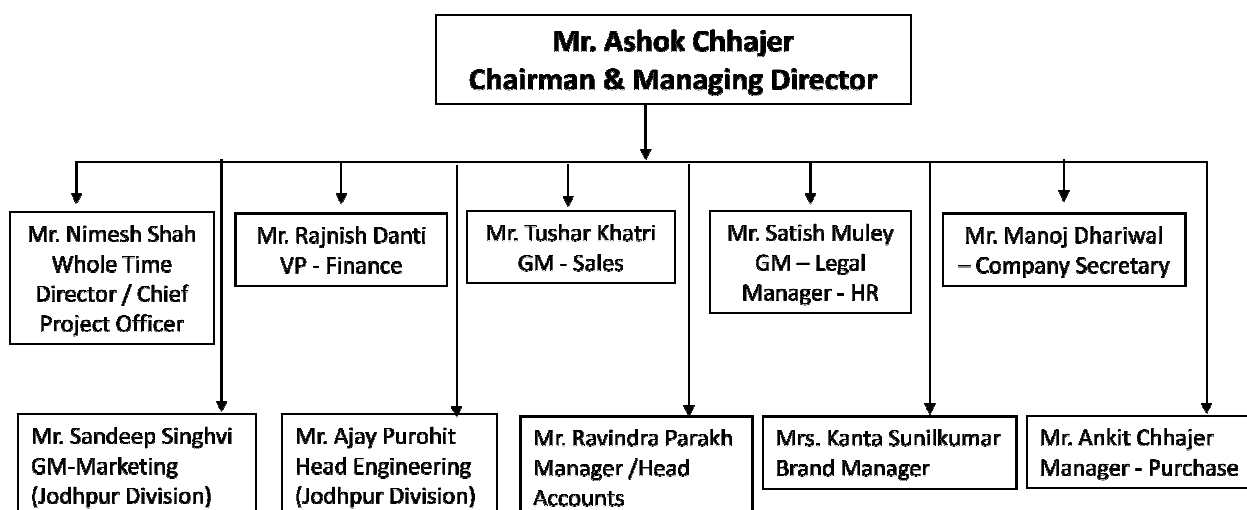 Mr. Ashok Chhajer
Chairman & Managing Director
Mr. Nimesh Shah
Whole Time
Director / Chief
Project Officer
Mr. Rajnish Danti
VP - Finance
Mr. Tushar Khatri
GM - Sales
Mr. Satish Muley
GM – Legal
Manager - HR
Mr. Manoj Dhariwal
– Company Secretary
Mr. Sandeep Singhvi
GM-Marketing
(Jodhpur Division)
Mr. Ajay Purohit
Head Engineering
(Jodhpur Division)
Mr. Ravindra Parakh
Manager /Head
Accounts
Mrs. Kanta Sunilkumar
Brand Manager
Mr. Ankit Chhajer
Manager - Purchase